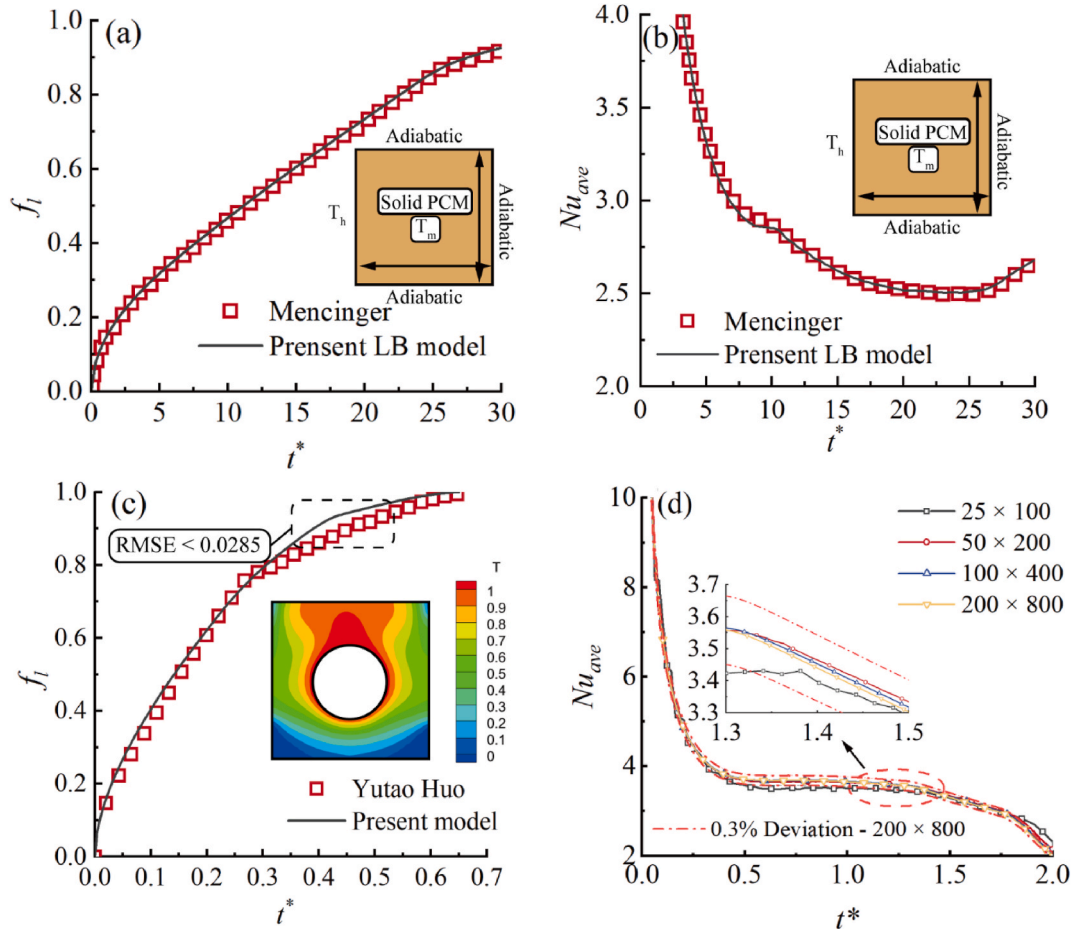 (a)
1.0
0.8
0.6
0.4
0.2
0.0
f_l
Adiabatic
T_h
Solid PCM
T_m
Adiabatic
Adiabatic
Mencinger
Prensent LB model
0 5 10 15 20 25 30
t*
(b)
4.0
3.5
3.0
2.5
2.0
Nu_ave
Adiabatic
T_h
Solid PCM
T_m
Adiabatic
Adiabatic
Mencinger
Prensent LB model
0 5 10 15 20 25 30
t*
(c)
1.0
0.8
0.6
0.4
0.2
0.0
f_l
RMSE < 0.0285
T
1
0.9
0.8
0.7
0.6
0.5
0.4
0.3
0.2
0.1
0
Yutao Huo
Present model
0.0 0.1 0.2 0.3 0.4 0.5 0.6 0.7
t*
(d)
10
8
6
4
2
Nu_ave
25 × 100
50 × 200
100 × 400
200 × 800
3.7
3.6
3.5
3.4
3.3
1.3 1.4 1.5
0.3% Deviation - 200 × 800
0.5 1.0 1.5 2.0
t*